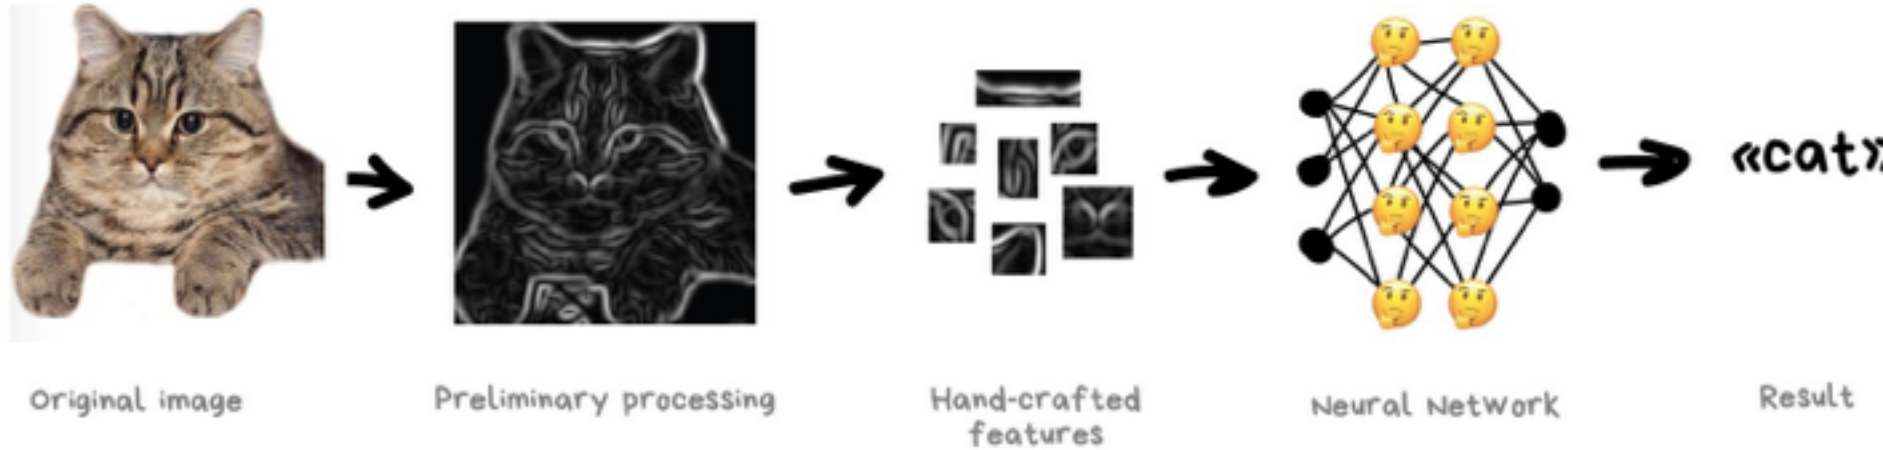 «cat»
Original image
Preliminary processing
Hand-crafted
features
Neural Network
Result